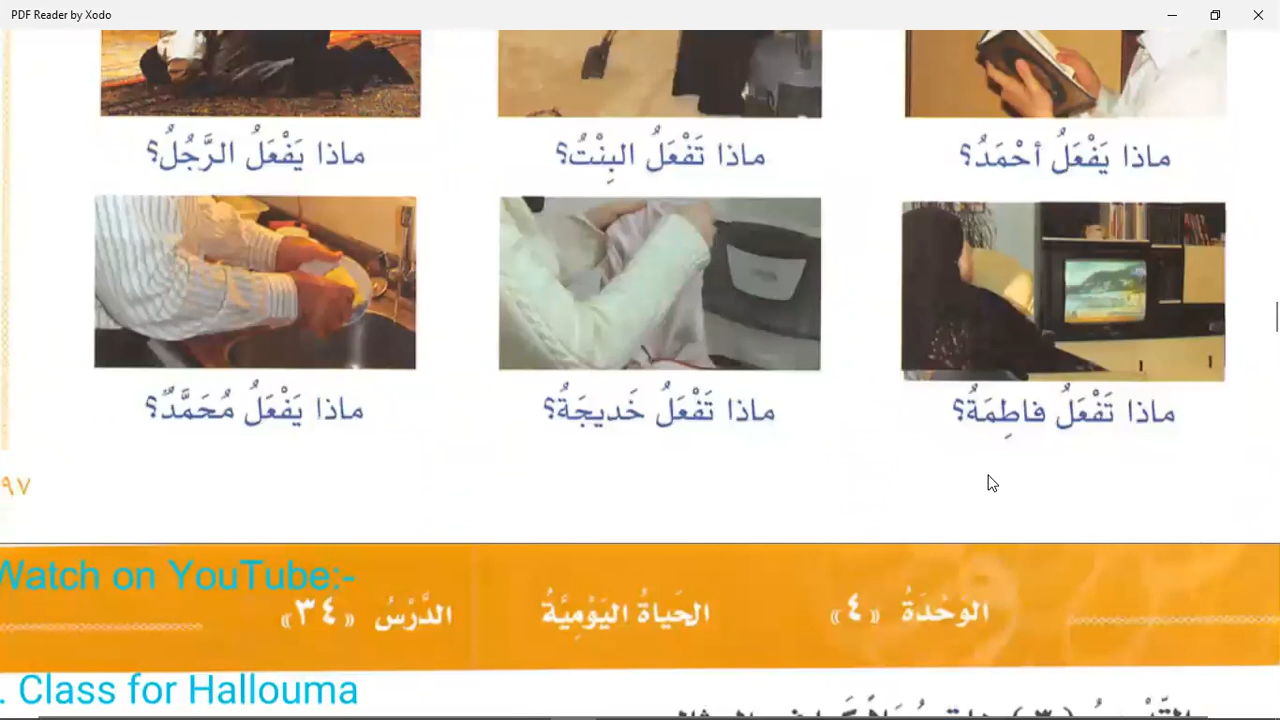 PDF Reader by Xodo
ماذا يَفْعَلُ أحْمَدُ؟
ماذا تَفْعَلُ البِنْتُ؟
ماذا يَفْعَلُ الرَّجُلُ؟
ماذا تَفْعَلُ فاطِمَةُ؟
ماذا تَفْعَلُ خَديجَةُ؟
ماذا يَفْعَلُ مُحَمَّدٌ؟
٩٧
Watch on YouTube:-
الوَحْدَةُ «٤» الحَياةُ اليَوْمِيَّةُ الدَّرْسُ «٣٤»
. Class for Hallouma